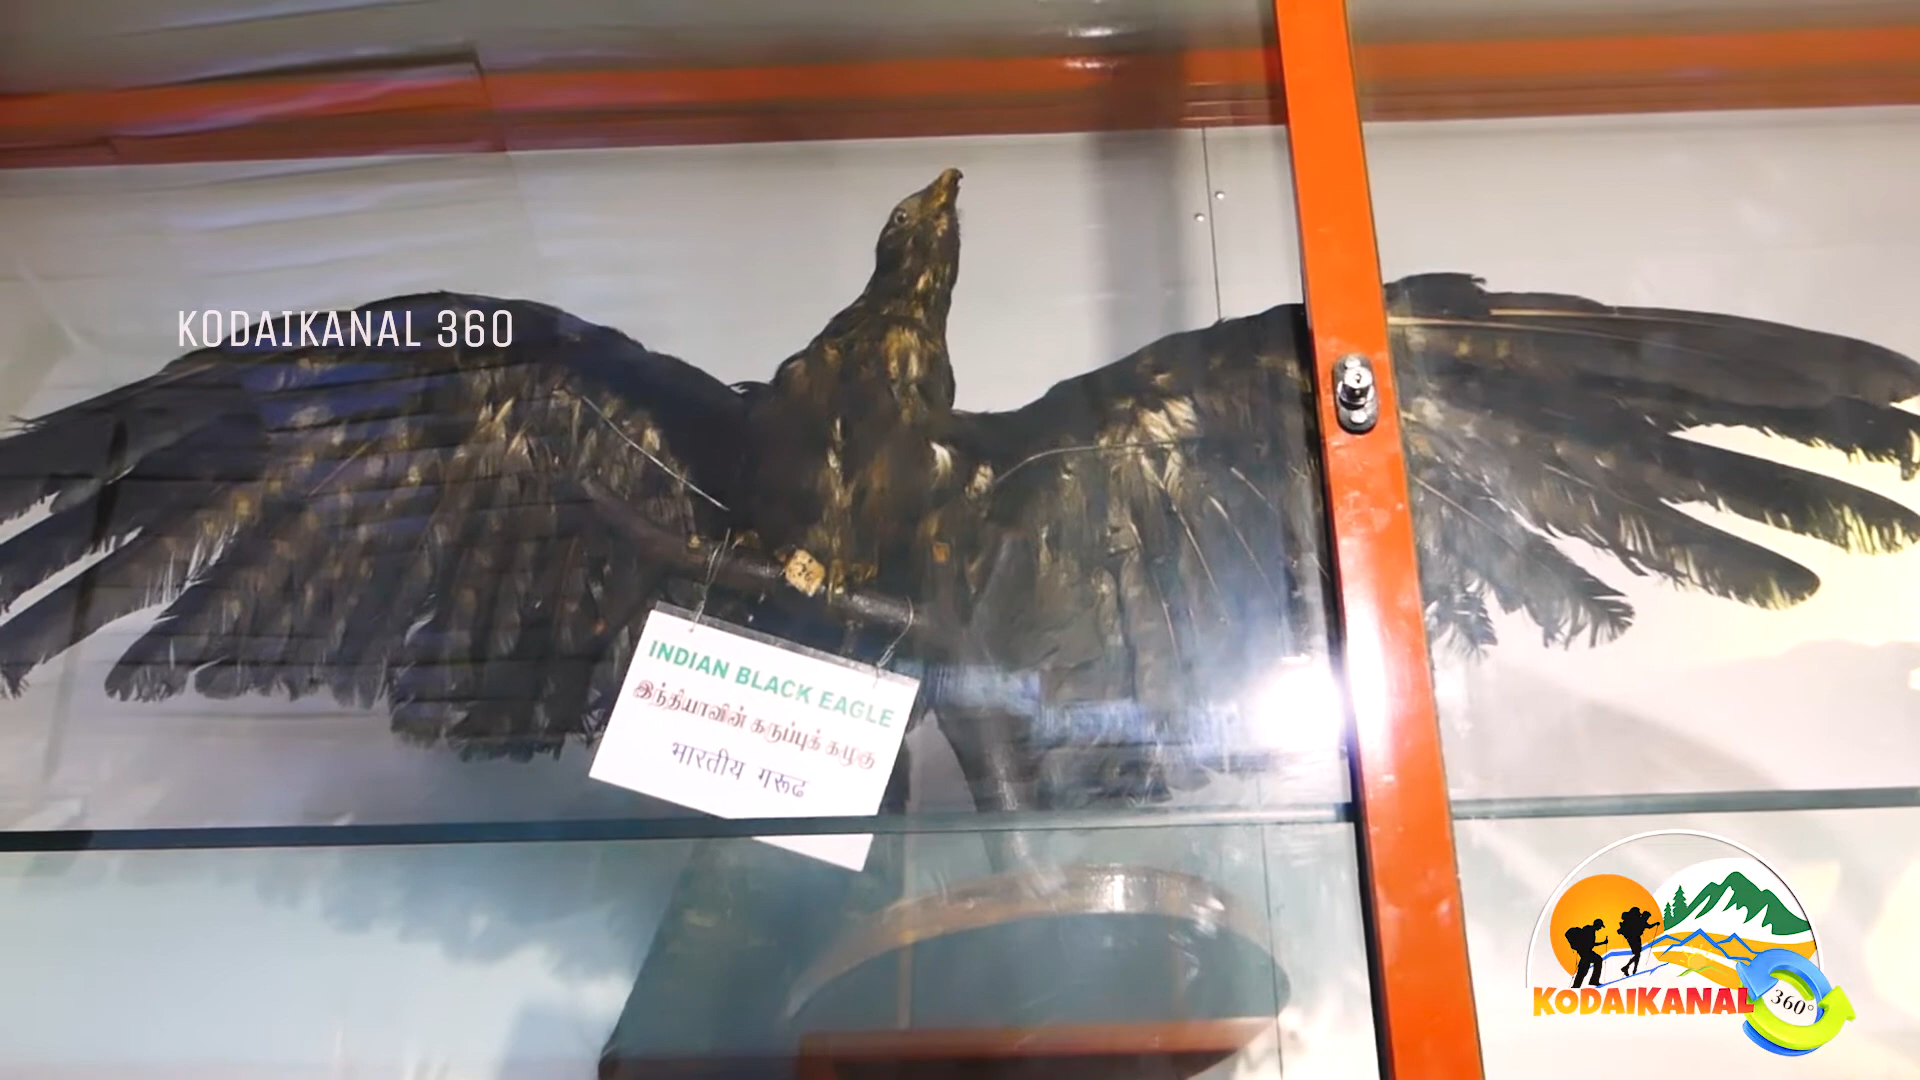 KODAIKANAL 360
INDIAN BLACK EAGLE
இந்தியாவின் கருப்புக் கழுகு
भारतीय गरूढ
KODAIKANAL 360°